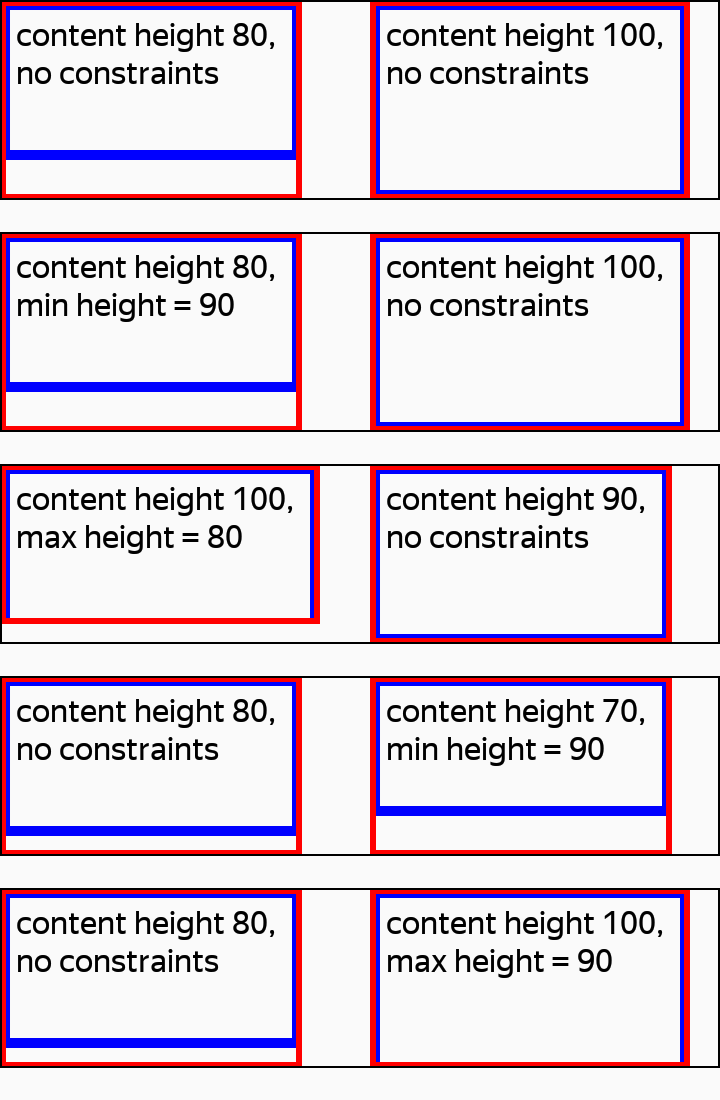 content height 80,
no constraints
content height 100,
no constraints
content height 80,
min height = 90
content height 100,
no constraints
content height 100,
max height = 80
content height 90,
no constraints
content height 80,
no constraints
content height 70,
min height = 90
content height 80,
no constraints
content height 100,
max height = 90